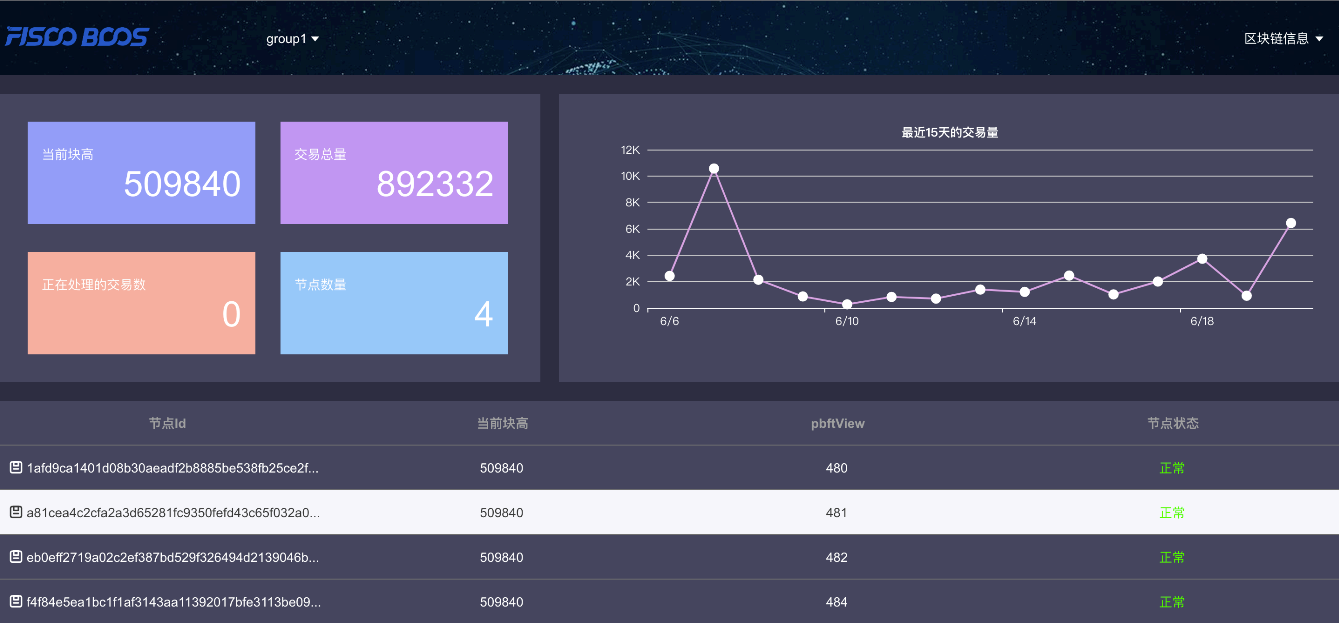 FISCO BCOS
group1
区块链信息
当前块高
509840
交易总量
892332
正在处理的交易数
0
节点数量
4
最近15天的交易量
12K
10K
8K
6K
4K
2K
0
6/6 6/10 6/14 6/18
节点Id 当前块高 pbftView 节点状态
1afd9ca1401d08b30aeadf2b8885be538fb25ce2f... 509840 480 正常
a81cea4c2cfa2a3d65281fc9350fefd43c65f032a0... 509840 481 正常
eb0eff2719a02c2ef387bd529f326494d2139046b... 509840 482 正常
f4f84e5ea1bc1f1af3143aa11392017bfe3113be09... 509840 484 正常